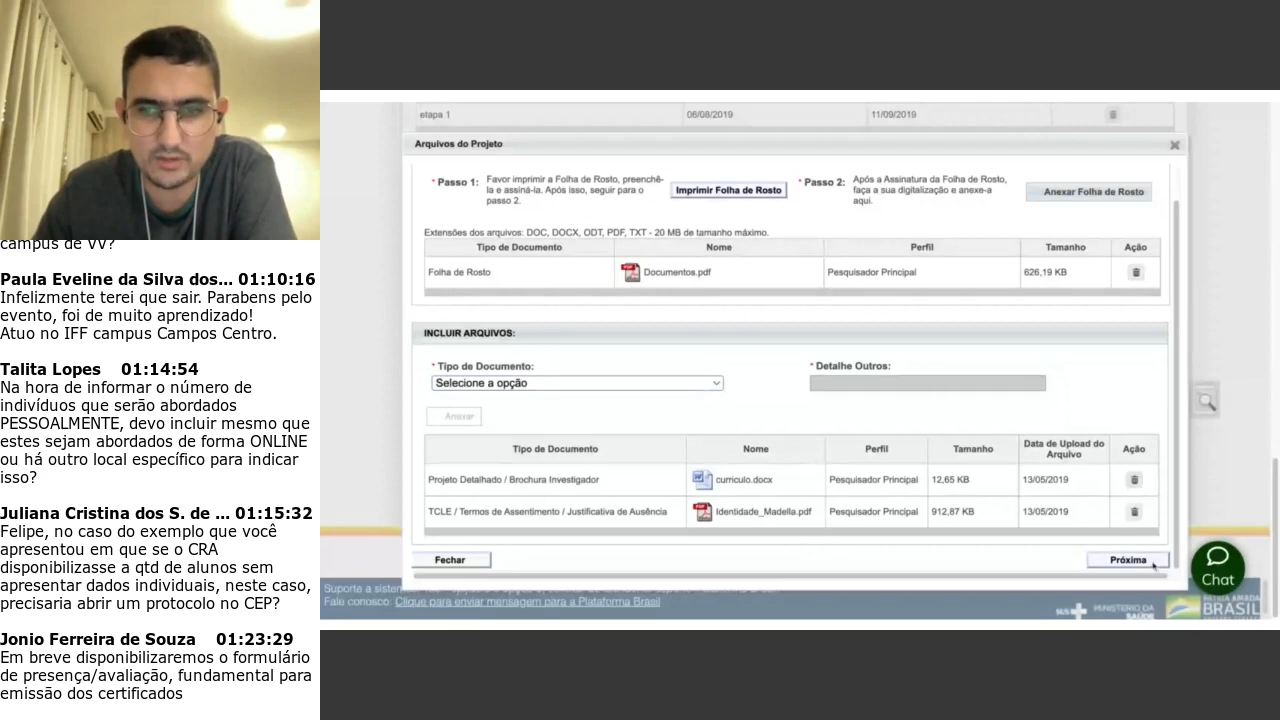 campus de VV?
Paula Eveline da Silva dos... 01:10:16
Infelizmente terei que sair. Parabens pelo
evento, foi de muito aprendizado!
Atuo no IFF campus Campos Centro.
Talita Lopes 01:14:54
Na hora de informar o número de
indivíduos que serão abordados
PESSOALMENTE, devo incluir mesmo que
estes sejam abordados de forma ONLINE
ou há outro local específico para indicar
isso?
Juliana Cristina dos S. de ... 01:15:32
Felipe, no caso do exemplo que você
apresentou em que se o CRA
disponibilizasse a qtd de alunos sem
apresentar dados individuais, neste caso,
precisaria abrir um protocolo no CEP?
Jonio Ferreira de Souza 01:23:29
Em breve disponibilizaremos o formulário
de presença/avaliação, fundamental para
emissão dos certificados
etapa 1 06/08/2019 11/09/2019
Arquivos do Projeto
* Passo 1: Favor imprimir a Folha de Rosto, preenchê-
la e assiná-la. Após isso, seguir para o
passo 2.
Imprimir Folha de Rosto
* Passo 2: Após a Assinatura da Folha de Rosto,
faça a sua digitalização e anexe-a
aqui.
Anexar Folha de Rosto
Extensões dos arquivos: DOC, DOCX, ODT, PDF, TXT - 20 MB de tamanho máximo.
Tipo de Documento Nome Perfil Tamanho Ação
Folha de Rosto Documentos.pdf Pesquisador Principal 626,19 KB
INCLUIR ARQUIVOS:
* Tipo de Documento: * Detalhe Outros:
Selecione a opção
Anexar
Tipo de Documento Nome Perfil Tamanho Data de Upload do
Arquivo Ação
Projeto Detalhado / Brochura Investigador curriculo.docx Pesquisador Principal 12,65 KB 13/05/2019
TCLE / Termos de Assentimento / Justificativa de Ausência Identidade_Madella.pdf Pesquisador Principal 912,87 KB 13/05/2019
Fechar Próxima
Chat
Suporte a
Fale conosco: Clique para enviar mensagem para a Plataforma Brasil
SUS MINISTÉRIO DA
SAÚDE
PÁTRIA AMADA
BRASIL